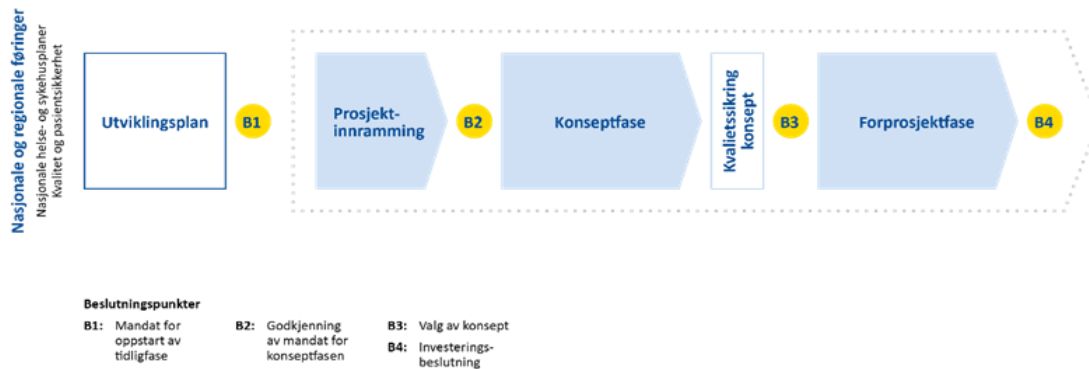 Nasjonale og regionale føringer
Nasjonale helse- og sykehusplaner
Kvalitet og pasientsikkerhet
Utviklingsplan
B1
Prosjekt-
innramming
B2
Konseptfase
Kvalietssikring
konsept
B3
Forprosjektfase
B4
Beslutningspunkter
B1: Mandat for
oppstart av
tidligfase
B2: Godkjenning
av mandat for
konseptfasen
B3: Valg av konsept
B4: Investerings-
beslutning